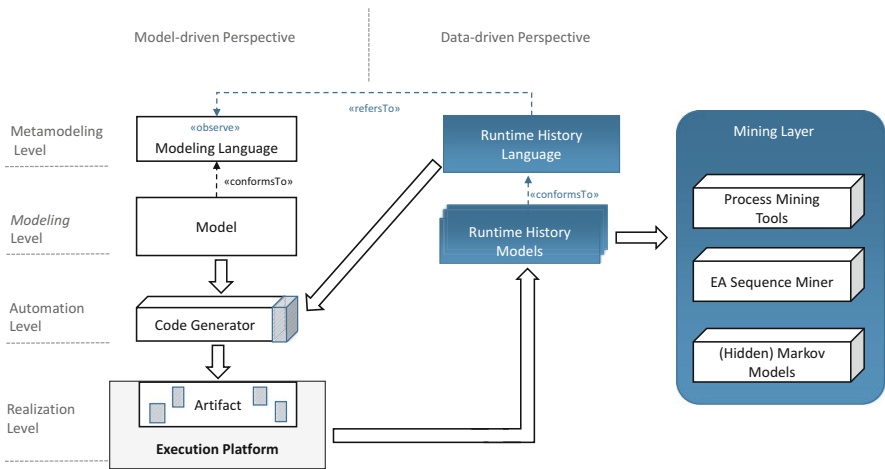 Model-driven Perspective
Data-driven Perspective
«refersTo»
Metamodeling
Level
«observe»
Modeling Language
Runtime History
Language
Mining Layer
«conformsTo»
«conformsTo»
Process Mining
Tools
Modeling
Level
Model
Runtime History
Models
EA Sequence Miner
Automation
Level
Code Generator
(Hidden) Markov
Models
Realization
Level
Artifact
Execution Platform